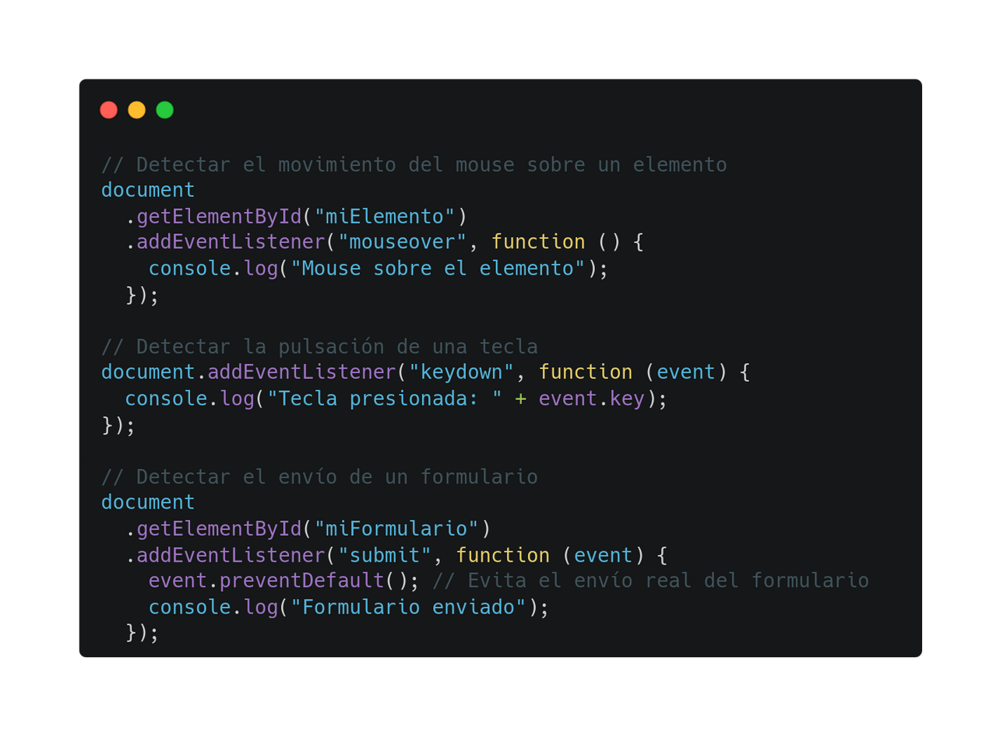 // Detectar el movimiento del mouse sobre un elemento
document
  .getElementById("miElemento")
  .addEventListener("mouseover", function () {
    console.log("Mouse sobre el elemento");
  });

// Detectar la pulsación de una tecla
document.addEventListener("keydown", function (event) {
  console.log("Tecla presionada: " + event.key);
});

// Detectar el envío de un formulario
document
  .getElementById("miFormulario")
  .addEventListener("submit", function (event) {
    event.preventDefault(); // Evita el envío real del formulario
    console.log("Formulario enviado");
  });